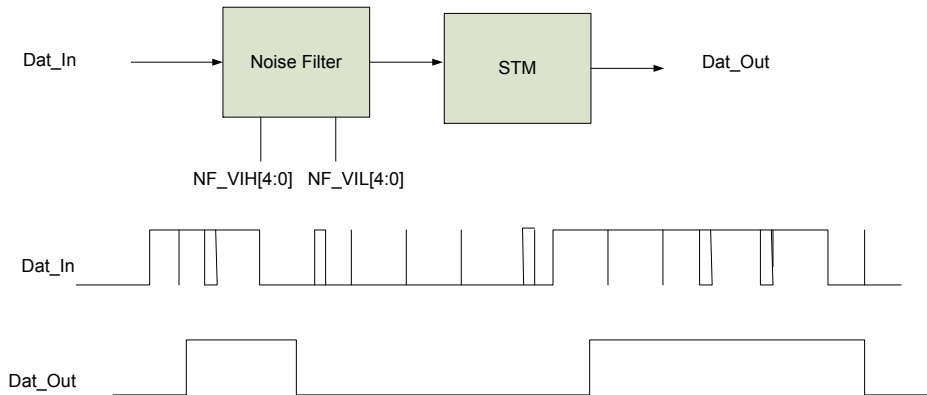 Dat_In
Noise Filter
STM
Dat_Out
NF_VIH[4:0]
NF_VIL[4:0]
Dat_In
Dat_Out